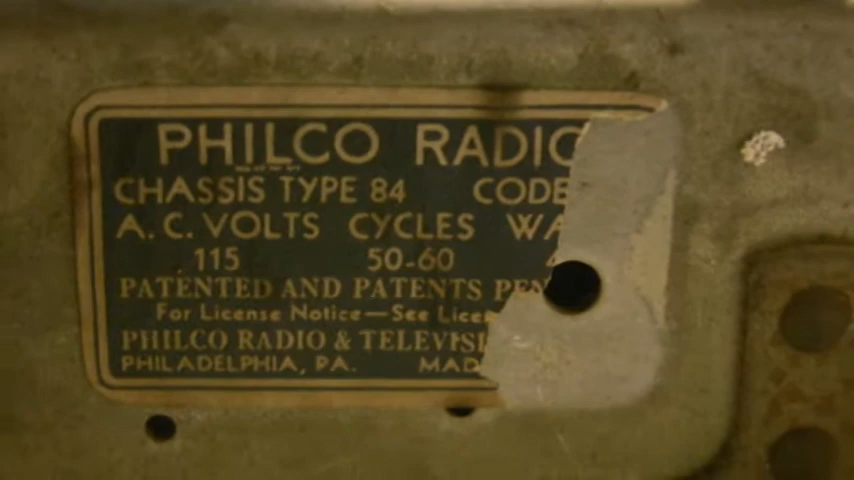 PHILCO RADIO
CHASSIS TYPE 84 CODE
A.C. VOLTS CYCLES WA
115 50-60
PATENTED AND PATENTS PEN
For License Notice—See Lice
PHILCO RADIO & TELEVISI
PHILADELPHIA, PA. MAD